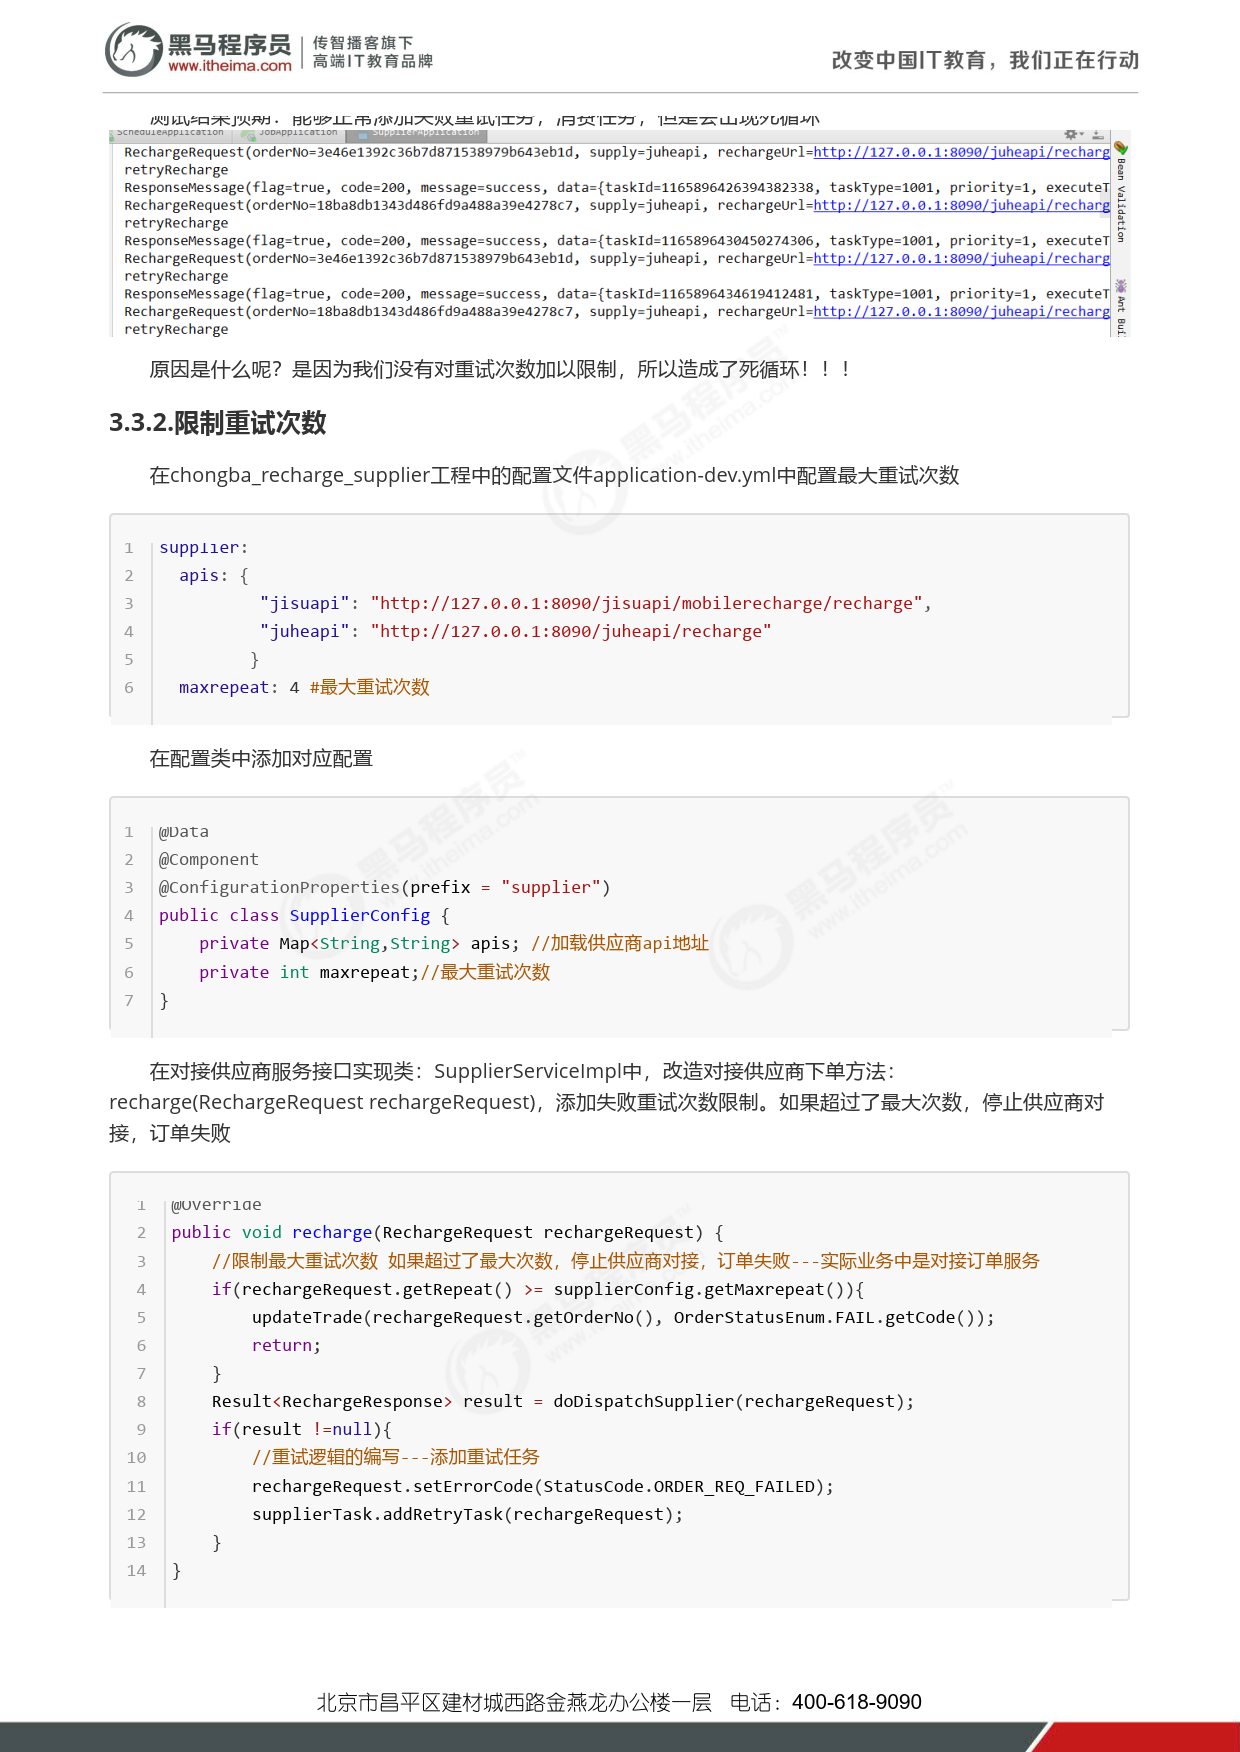 黑马程序员
www.itheima.com
传智播客旗下
高端IT教育品牌
改变中国IT教育，我们正在行动
测试结果预期：能够正常添加失败重试任务，消费任务，但是会出现死循环
ScheduleApplication JobApplication SupplierApplication
RechargeRequest(orderNo=3e46e1392c36b7d871538979b643eb1d, supply=juheapi, rechargeUrl=http://127.0.0.1:8090/juheapi/recharg
retryRecharge
ResponseMessage(flag=true, code=200, message=success, data={taskId=1165896426394382338, taskType=1001, priority=1, executeT
RechargeRequest(orderNo=18ba8db1343d486fd9a488a39e4278c7, supply=juheapi, rechargeUrl=http://127.0.0.1:8090/juheapi/recharg
retryRecharge
ResponseMessage(flag=true, code=200, message=success, data={taskId=1165896430450274306, taskType=1001, priority=1, executeT
RechargeRequest(orderNo=3e46e1392c36b7d871538979b643eb1d, supply=juheapi, rechargeUrl=http://127.0.0.1:8090/juheapi/recharg
retryRecharge
ResponseMessage(flag=true, code=200, message=success, data={taskId=1165896434619412481, taskType=1001, priority=1, executeT
RechargeRequest(orderNo=18ba8db1343d486fd9a488a39e4278c7, supply=juheapi, rechargeUrl=http://127.0.0.1:8090/juheapi/recharg
retryRecharge
Bean Validation
Ant Bui
原因是什么呢？是因为我们没有对重试次数加以限制，所以造成了死循环！！！
3.3.2.限制重试次数
在chongba_recharge_supplier工程中的配置文件application-dev.yml中配置最大重试次数
1 supplier:
2 apis: {
3 "jisuapi": "http://127.0.0.1:8090/jisuapi/mobilerecharge/recharge",
4 "juheapi": "http://127.0.0.1:8090/juheapi/recharge"
5 }
6 maxrepeat: 4 #最大重试次数
在配置类中添加对应配置
1 @Data
2 @Component
3 @ConfigurationProperties(prefix = "supplier")
4 public class SupplierConfig {
5 private Map<String,String> apis; //加载供应商api地址
6 private int maxrepeat;//最大重试次数
7 }
在对接供应商服务接口实现类：SupplierServiceImpl中，改造对接供应商下单方法：
recharge(RechargeRequest rechargeRequest)，添加失败重试次数限制。如果超过了最大次数，停止供应商对
接，订单失败
1 @Override
2 public void recharge(RechargeRequest rechargeRequest) {
3 //限制最大重试次数 如果超过了最大次数，停止供应商对接，订单失败---实际业务中是对接订单服务
4 if(rechargeRequest.getRepeat() >= supplierConfig.getMaxrepeat()){
5 updateTrade(rechargeRequest.getOrderNo(), OrderStatusEnum.FAIL.getCode());
6 return;
7 }
8 Result<RechargeResponse> result = doDispatchSupplier(rechargeRequest);
9 if(result !=null){
10 //重试逻辑的编写---添加重试任务
11 rechargeRequest.setErrorCode(StatusCode.ORDER_REQ_FAILED);
12 supplierTask.addRetryTask(rechargeRequest);
13 }
14 }
北京市昌平区建材城西路金燕龙办公楼一层 电话：400-618-9090